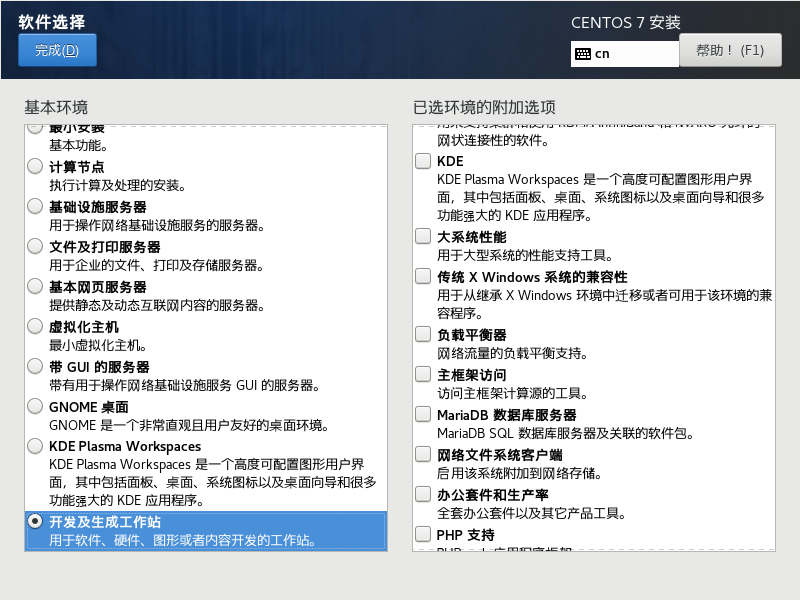 软件选择
完成(D)
CENTOS 7 安装
cn
帮助！ (F1)
基本环境
最小安装
基本功能。
计算节点
执行计算及处理的安装。
基础设施服务器
用于操作网络基础设施服务的服务器。
文件及打印服务器
用于企业的文件、打印及存储服务器。
基本网页服务器
提供静态及动态互联网内容的服务器。
虚拟化主机
最小虚拟化主机。
带 GUI 的服务器
带有用于操作网络基础设施服务 GUI 的服务器。
GNOME 桌面
GNOME 是一个非常直观且用户友好的桌面环境。
KDE Plasma Workspaces
KDE Plasma Workspaces 是一个高度可配置图形用户界
面，其中包括面板、桌面、系统图标以及桌面向导和很多
功能强大的 KDE 应用程序。
开发及生成工作站
用于软件、硬件、图形或者内容开发的工作站。
已选环境的附加选项
网状连接性的软件。
KDE
KDE Plasma Workspaces 是一个高度可配置图形用户界
面，其中包括面板、桌面、系统图标以及桌面向导和很多
功能强大的 KDE 应用程序。
大系统性能
用于大型系统的性能支持工具。
传统 X Windows 系统的兼容性
用于从继承 X Windows 环境中迁移或者可用于该环境的兼
容程序。
负载平衡器
网络流量的负载平衡支持。
主框架访问
访问主框架计算源的工具。
MariaDB 数据库服务器
MariaDB SQL 数据库服务器及关联的软件包。
网络文件系统客户端
启用该系统附加到网络存储。
办公套件和生产率
全套办公套件以及其它产品工具。
PHP 支持